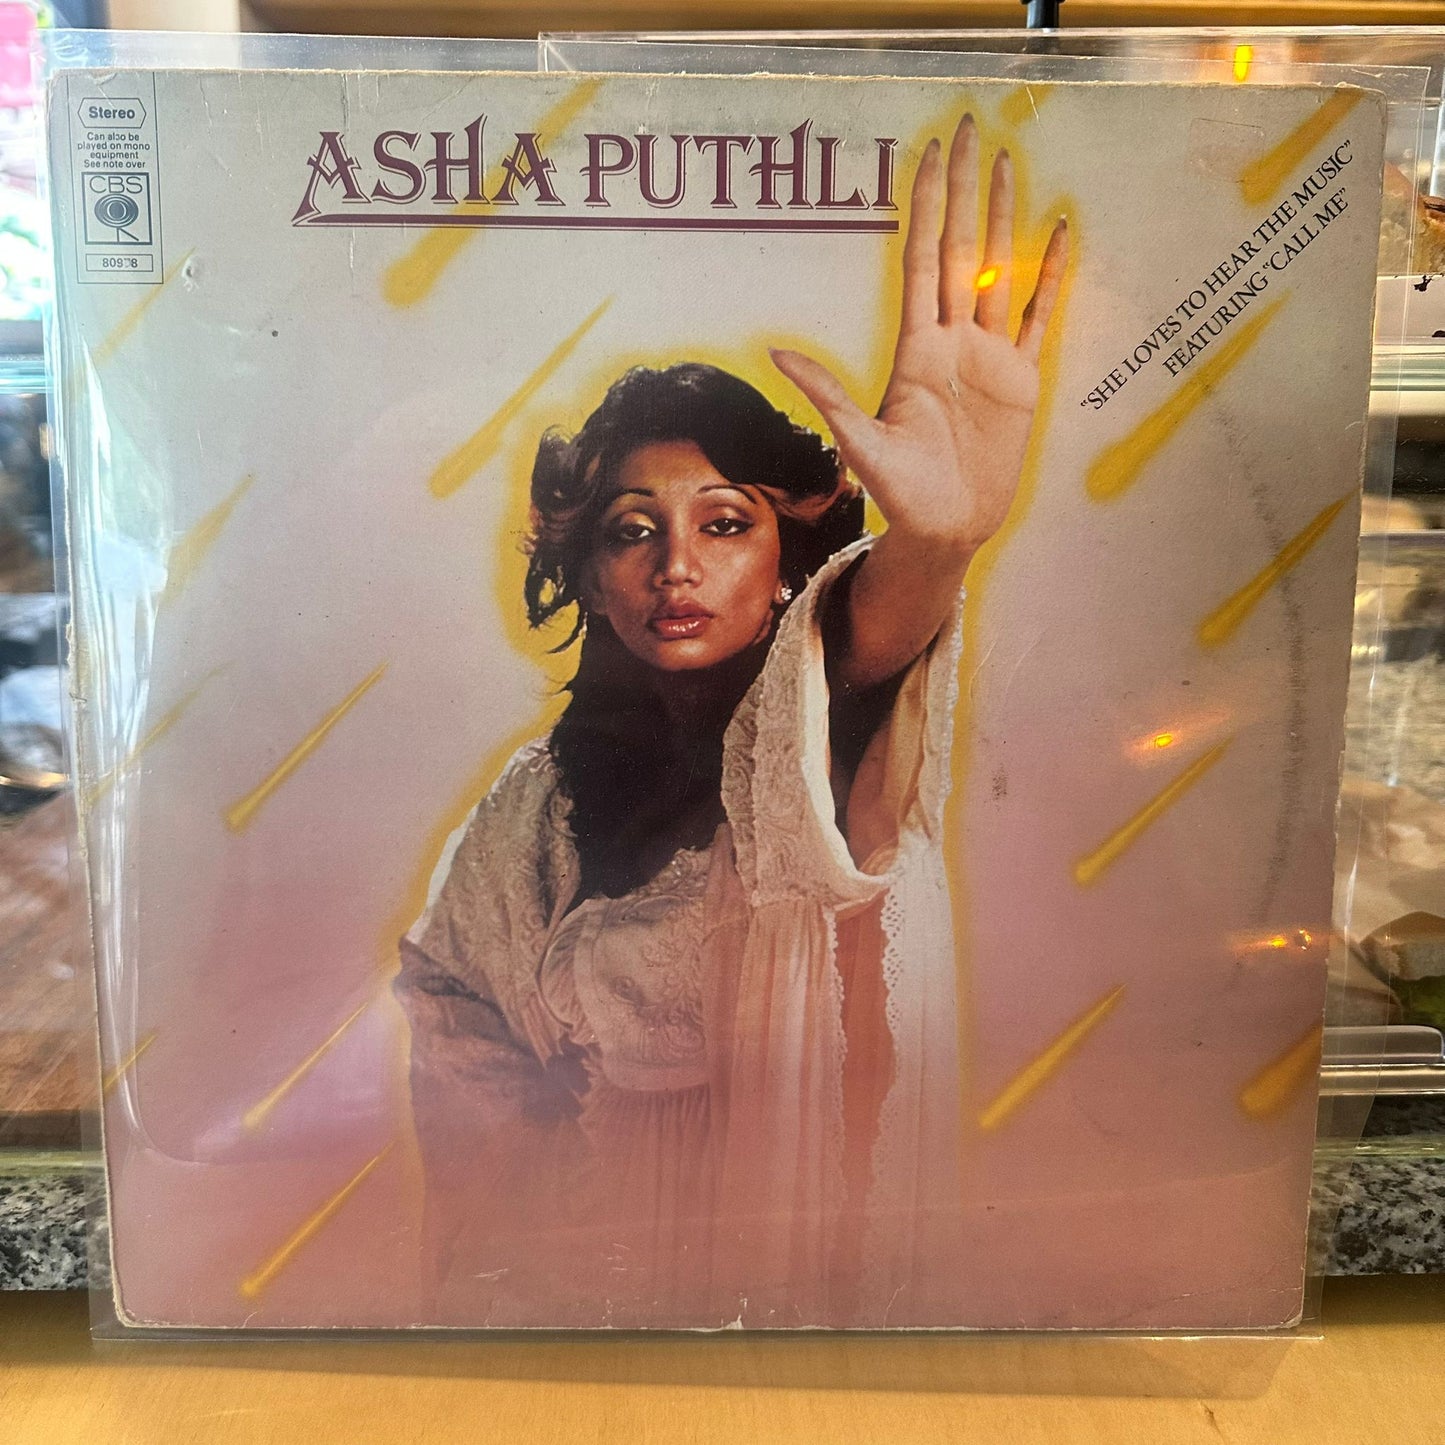 Stereo
Can also be
played on mono
equipment
See note over
CBS
ASHA PUTHLI
"SHE LOVES TO HEAR THE MUSIC"
FEATURING "CALL ME"